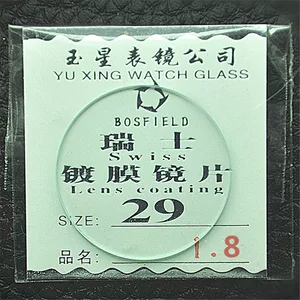 玉星表镜公司
YU XING WATCH GLASS
BOSFIELD
瑞士
Swiss
镀膜镜片
Lens coating
SIZE: 29
品名: 1.8